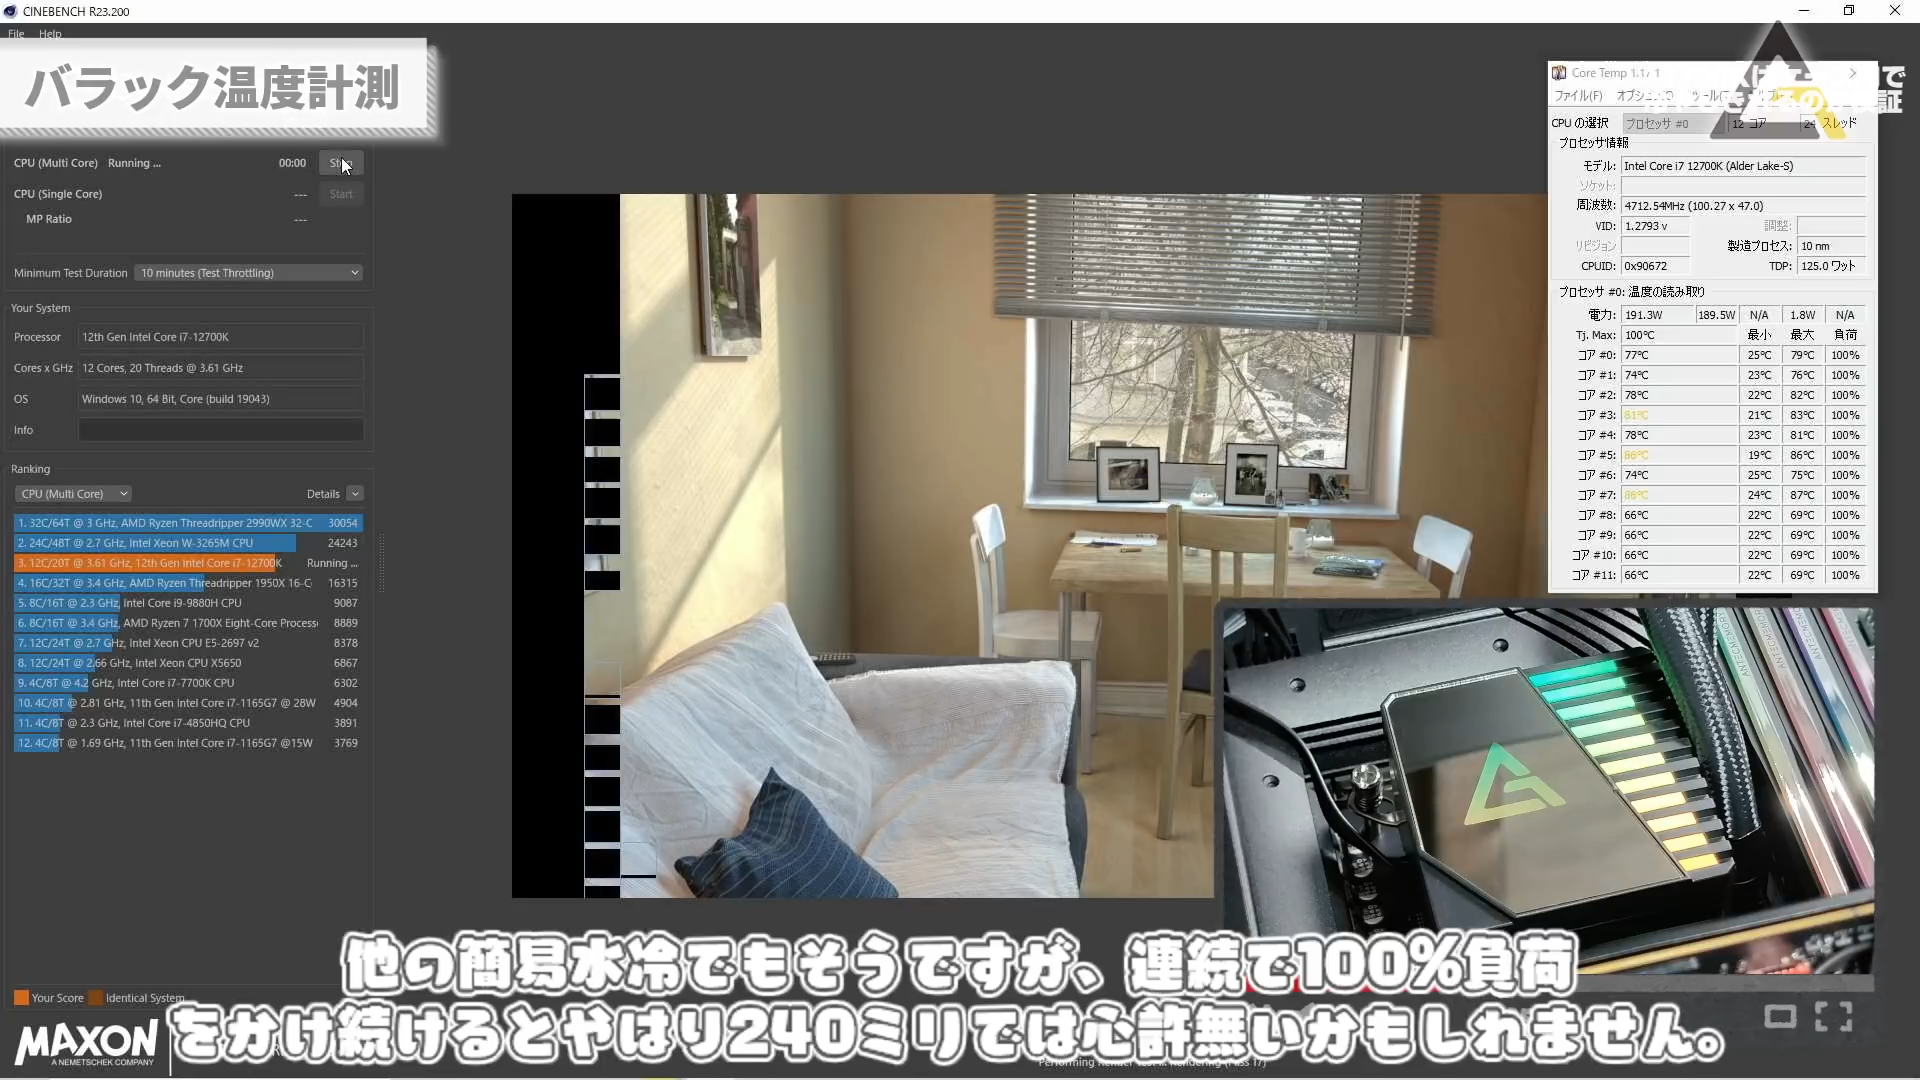 CINEBENCH R23.200
File Help
バラック温度計測
CPU (Multi Core) Running ... 00:00
CPU (Single Core) --- Start
MP Ratio ---
Minimum Test Duration 10 minutes (Test Throttling)
Your System
Processor 12th Gen Intel Core i7-12700K
Cores x GHz 12 Cores, 20 Threads @ 3.61 GHz
OS Windows 10, 64 Bit, Core (build 19043)
Info
Ranking
CPU (Multi Core) Details
1. 32C/64T @ 3 GHz, AMD Ryzen Threadripper 2990WX 32-C 30054
2. 24C/48T @ 2.7 GHz, Intel Xeon W-3265M CPU 24243
3. 12C/20T @ 3.61 GHz, 12th Gen Intel Core i7-12700K Running ...
4. 16C/32T @ 3.4 GHz, AMD Ryzen Threadripper 1950X 16-C 16315
5. 8C/16T @ 2.3 GHz, Intel Core i9-9880H CPU 9087
6. 8C/16T @ 3.4 GHz, AMD Ryzen 7 1700X Eight-Core Process 8889
7. 12C/24T @ 2.7 GHz, Intel Xeon CPU E5-2697 v2 8378
8. 12C/24T @ 2.66 GHz, Intel Xeon CPU X5650 6867
9. 4C/8T @ 4.2 GHz, Intel Core i7-7700K CPU 6302
10. 4C/8T @ 2.81 GHz, 11th Gen Intel Core i7-1165G7 @ 28W 4904
11. 4C/8T @ 2.3 GHz, Intel Core i7-4850HQ CPU 3891
12. 4C/8T @ 1.69 GHz, 11th Gen Intel Core i7-1165G7 @15W 3769
Your Score Identical System
MAXON
A NEMETSCHEK COMPANY
Core Temp
ファイル(F)
CPU の選択 プロセッサ #0 12 コア 24 スレッド
プロセッサ情報
モデル: Intel Core i7 12700K (Alder Lake-S)
ソケット:
周波数: 4712.54MHz (100.27 x 47.0)
VID: 1.2793 v 調整:
リビジョン 製造プロセス: 10 nm
CPUID: 0x90672 TDP: 125.0 ワット
プロセッサ #0: 温度の読み取り
電力: 191.3W 189.5W N/A 1.8W N/A
Tj. Max: 100℃ 最小 最大 負荷
コア #0: 77℃ 25℃ 79℃ 100%
コア #1: 74℃ 23℃ 76℃ 100%
コア #2: 78℃ 22℃ 82℃ 100%
コア #3: 81℃ 21℃ 83℃ 100%
コア #4: 78℃ 23℃ 81℃ 100%
コア #5: 86℃ 19℃ 86℃ 100%
コア #6: 74℃ 25℃ 75℃ 100%
コア #7: 86℃ 24℃ 87℃ 100%
コア #8: 66℃ 22℃ 69℃ 100%
コア #9: 66℃ 22℃ 69℃ 100%
コア #10: 66℃ 22℃ 69℃ 100%
コア #11: 66℃ 22℃ 69℃ 100%
他の簡易水冷でもそうですが、連続で100%負荷
をかけ続けるとやはり240ミリでは心許無いかもしれません。